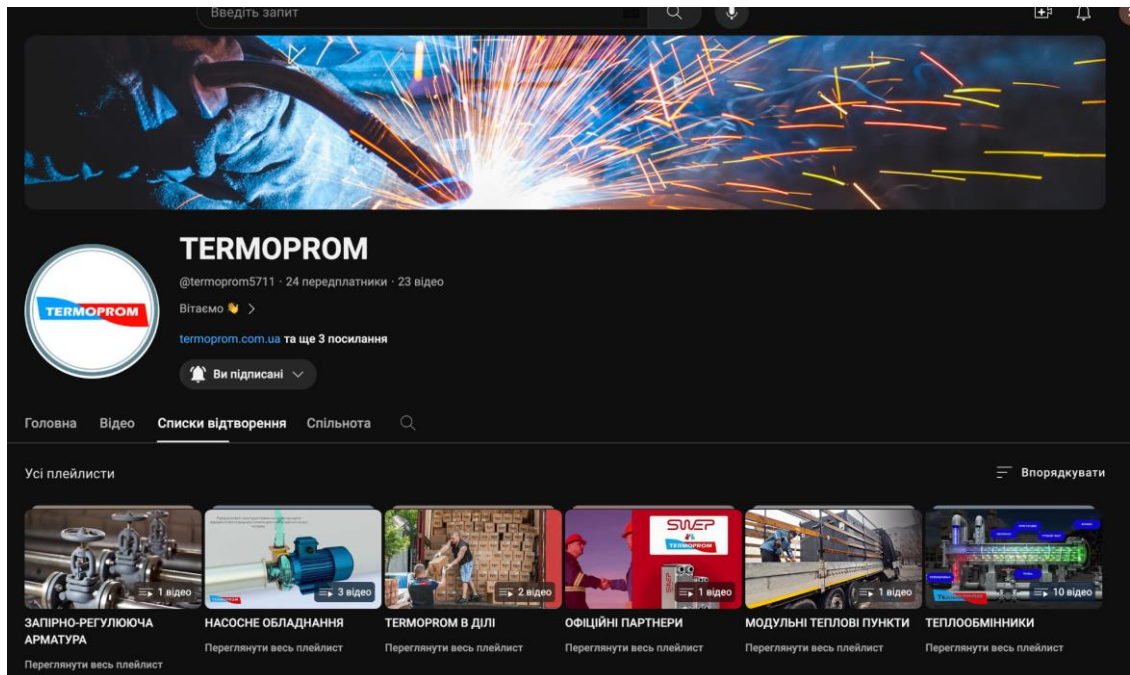 Введіть запит
TERMOPROM
TERMOPROM
@termoprom5711 · 24 передплатники · 23 відео
Вітаємо 👋 >
termoprom.com.ua та ще 3 посилання
Ви підписані
Головна Відео Списки відтворення Спільнота
Усі плейлисти
Впорядкувати
SWEP
TERMOPROM
1 відео
3 відео
2 відео
1 відео
1 відео
10 відео
ЗАПІРНО-РЕГУЛЮЮЧА АРМАТУРА
Переглянути весь плейлист
НАСОСНЕ ОБЛАДНАННЯ
Переглянути весь плейлист
TERMOPROM В ДІЛІ
Переглянути весь плейлист
ОФІЦІЙНІ ПАРТНЕРИ
Переглянути весь плейлист
МОДУЛЬНІ ТЕПЛОВІ ПУНКТИ
Переглянути весь плейлист
ТЕПЛООБМІННИКИ
Переглянути весь плейлист